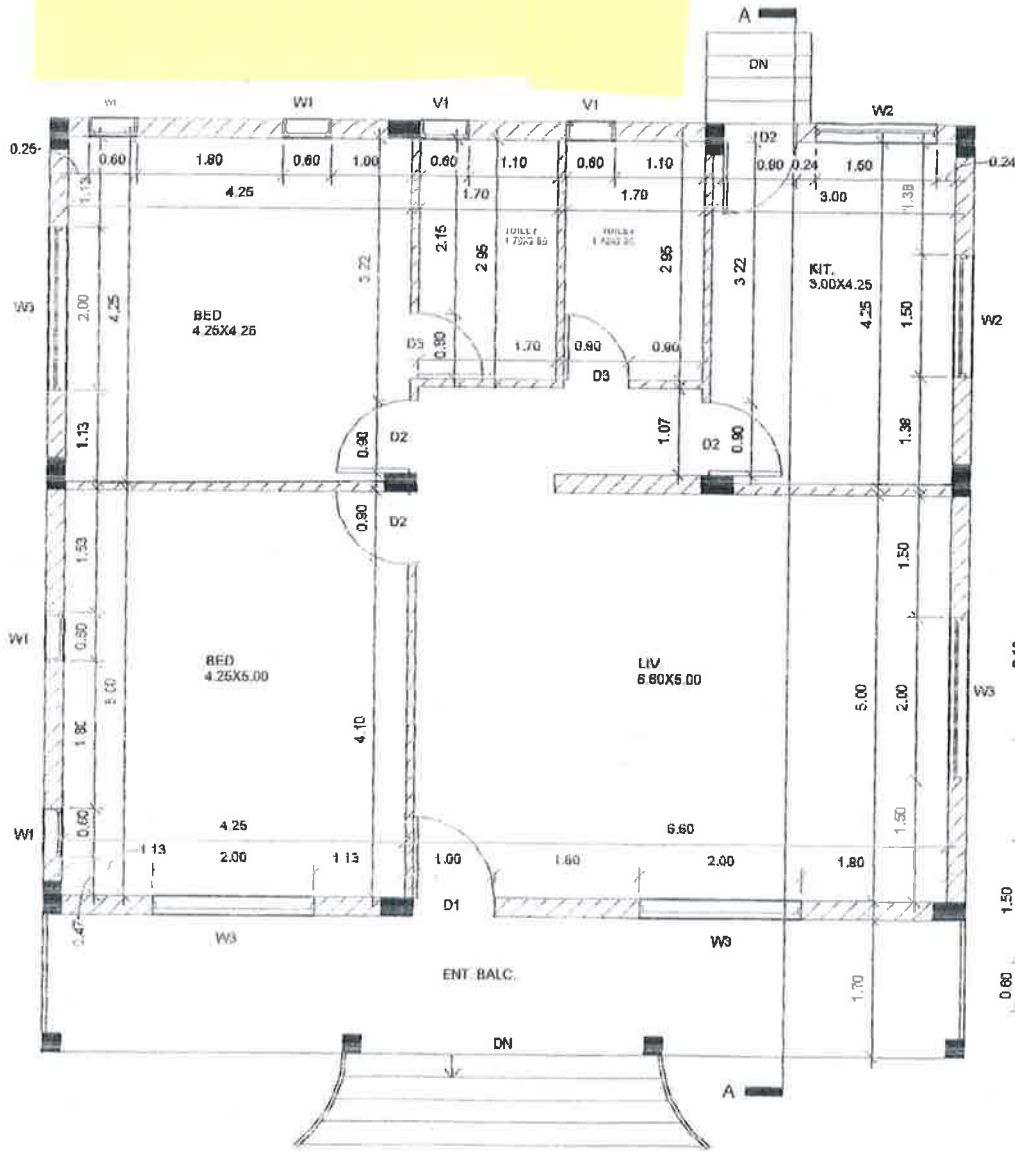 A
DN
W1 W1 V1 V1 W2
0.25
D2
0.24
0.60 1.80 0.60 1.00 0.60 1.10 0.60 1.10 0.90 0.24 1.50
4.25 1.70 1.70 3.00
1.13
1.38
2.15
2.95
2.95
3.22
3.22
TOILET
TOILET
KIT.
3.00X4.25
4.25
1.50
W2
2.00
4.25
BED
4.25X4.25
D3
0.80
1.70 0.80 0.90
D3
1.13
0.90
D2
1.07
D2
0.90
1.38
0.90
D2
1.53
1.50
W1
0.60
BED
4.25X5.00
LIV.
6.60X5.00
5.00
1.80
4.10
5.00
2.00
W3
W1
0.60
4.25
6.60
1.50
1.13 2.00 1.13 1.00 1.60 2.00 1.80
D1
0.47
W3
W3
1.50
ENT. BALC.
1.70
0.60
DN
A